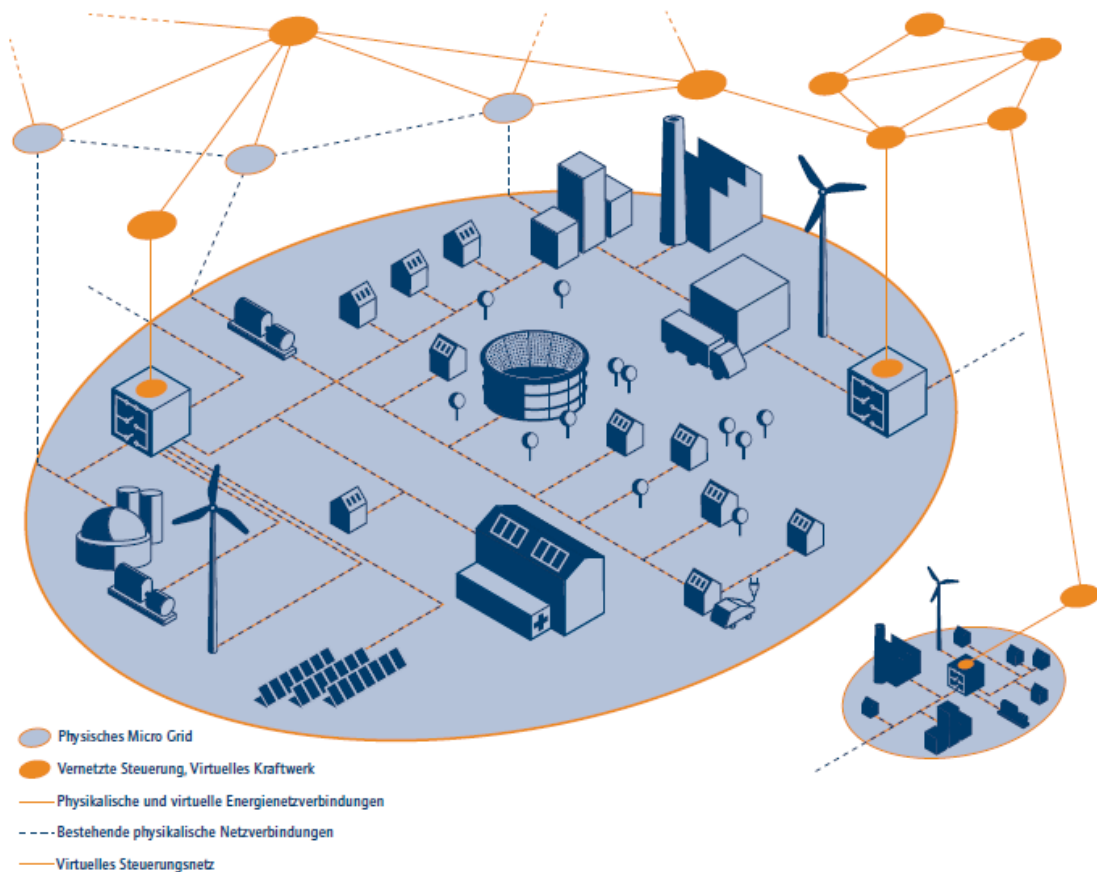 Physisches Micro Grid
Vernetzte Steuerung, Virtuelles Kraftwerk
Physikalische und virtuelle Energienetzverbindungen
Bestehende physikalische Netzverbindungen
Virtuelles Steuerungsnetz